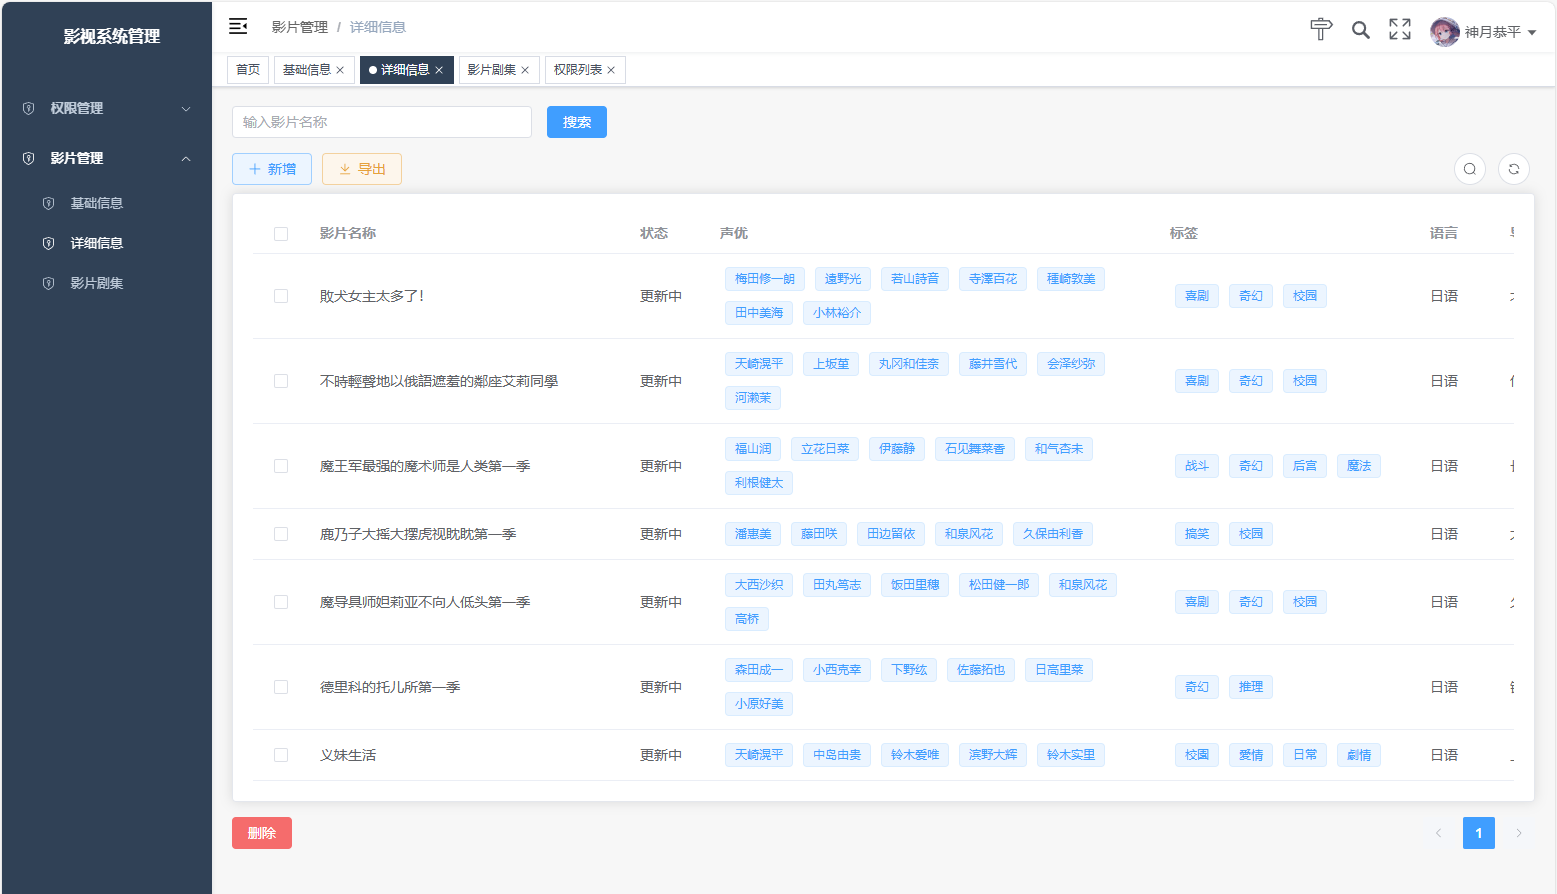 影视系统管理
权限管理
影片管理
基础信息
详细信息
影片剧集
影片管理 / 详细信息
神月恭平
首页 基础信息 详细信息 影片剧集 权限列表
输入影片名称 搜索
新增 导出
影片名称 状态 声优 标签 语言
敗犬女主太多了! 更新中 梅田修一朗 遠野光 若山詩音 寺澤百花 種崎敦美 喜剧 奇幻 校园 日语
田中美海 小林裕介
不時輕聲地以俄語遮羞的鄰座艾莉同學 更新中 天崎滉平 上坂堇 丸冈和佳奈 藤井雪代 会泽纱弥 喜剧 奇幻 校园 日语
河濑茉
魔王军最强的魔术师是人类第一季 更新中 福山润 立花日菜 伊藤静 石见舞菜香 和气杏未 战斗 奇幻 后宫 魔法 日语
利根健太
鹿乃子大摇大摆虎视眈眈第一季 更新中 潘惠美 藤田咲 田边留依 和泉风花 久保由利香 搞笑 校园 日语
魔导具师妲莉亚不向人低头第一季 更新中 大西沙织 田丸笃志 饭田里穗 松田健一郎 和泉风花 喜剧 奇幻 校园 日语
高桥
德里科的托儿所第一季 更新中 森田成一 小西克幸 下野纮 佐藤拓也 日高里菜 奇幻 推理 日语
小原好美
义妹生活 更新中 天崎滉平 中岛由贵 铃木爱唯 滨野大辉 铃木实里 校園 愛情 日常 劇情 日语
删除 1